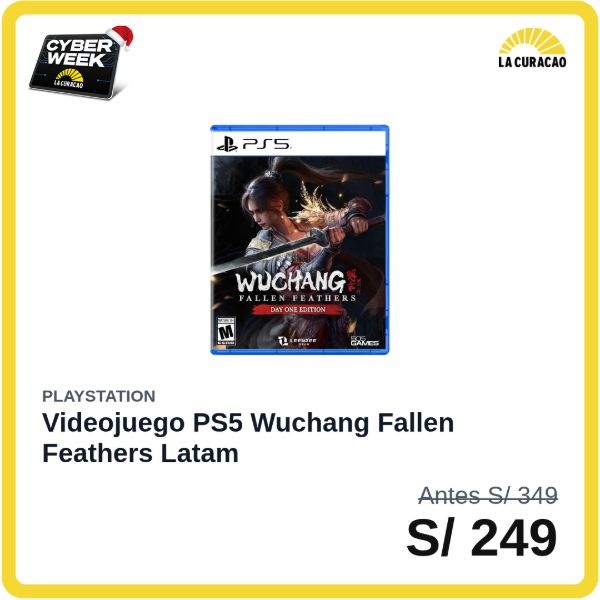 CYBER
WEEK
LA CURACAO
LA CURACAO
PS5
WUCHANG
FALLEN FEATHERS
DAY ONE EDITION
M
LEENZEE
505
GAMES
PLAYSTATION
Videojuego PS5 Wuchang Fallen
Feathers Latam
Antes S/ 349
S/ 249